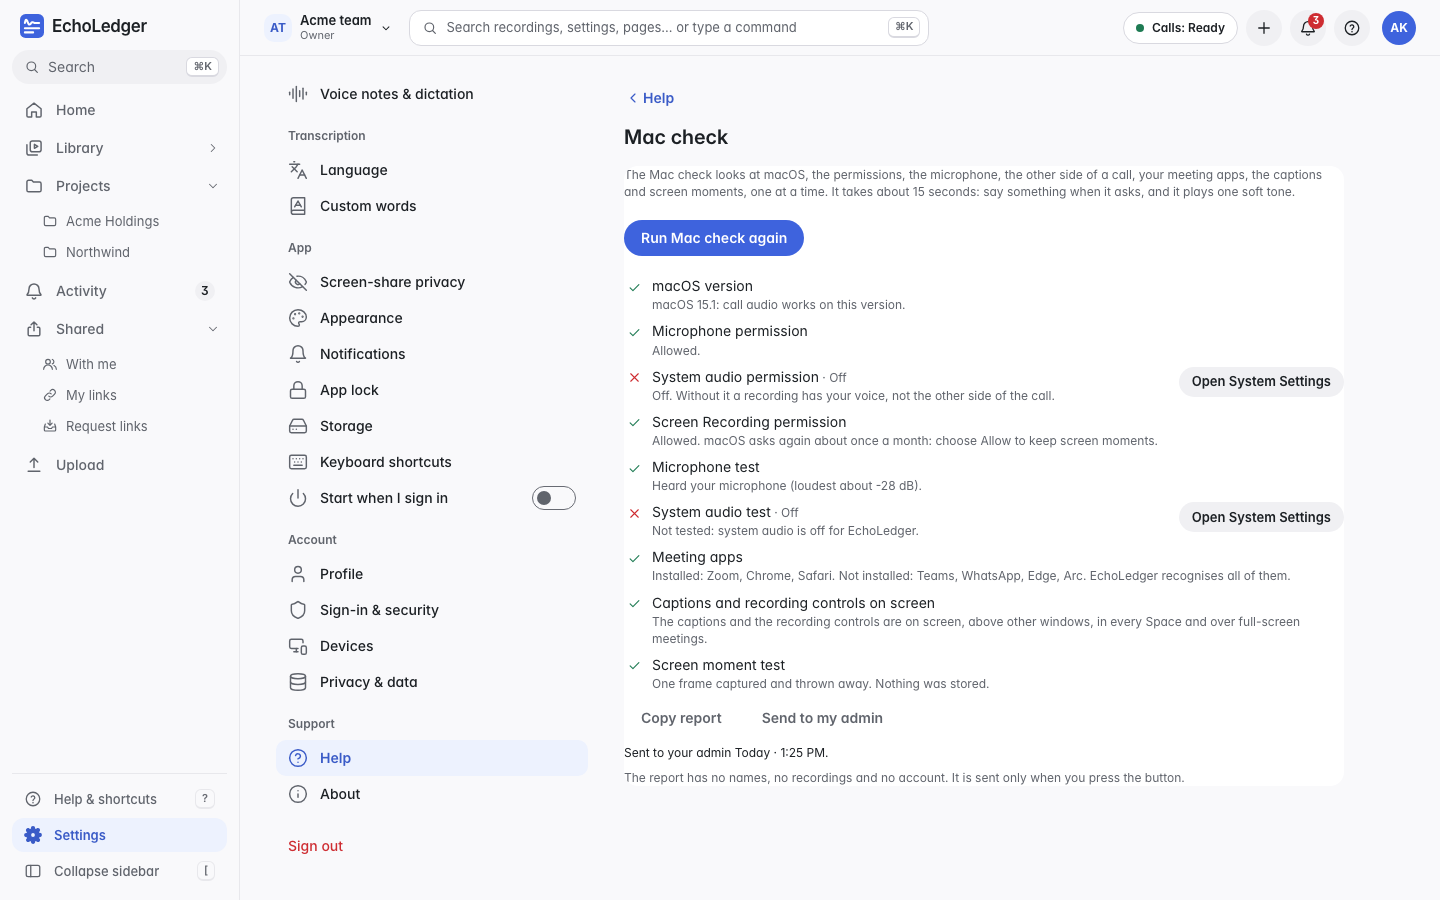 EchoLedger
Search ⌘K
Home
Library
Projects
Acme Holdings
Northwind
Activity 3
Shared
With me
My links
Request links
Upload
Help & shortcuts ?
Settings
Collapse sidebar [
AT Acme team
Owner
Search recordings, settings, pages... or type a command ⌘K
Calls: Ready
3
AK
Voice notes & dictation
Transcription
Language
Custom words
App
Screen-share privacy
Appearance
Notifications
App lock
Storage
Keyboard shortcuts
Start when I sign in
Account
Profile
Sign-in & security
Devices
Privacy & data
Support
Help
About
Sign out
Help
Mac check
The Mac check looks at macOS, the permissions, the microphone, the other side of a call, your meeting apps, the captions
and screen moments, one at a time. It takes about 15 seconds: say something when it asks, and it plays one soft tone.
Run Mac check again
macOS version
macOS 15.1: call audio works on this version.
Microphone permission
Allowed.
System audio permission · Off
Off. Without it a recording has your voice, not the other side of the call.
Open System Settings
Screen Recording permission
Allowed. macOS asks again about once a month: choose Allow to keep screen moments.
Microphone test
Heard your microphone (loudest about -28 dB).
System audio test · Off
Not tested: system audio is off for EchoLedger.
Open System Settings
Meeting apps
Installed: Zoom, Chrome, Safari. Not installed: Teams, WhatsApp, Edge, Arc. EchoLedger recognises all of them.
Captions and recording controls on screen
The captions and the recording controls are on screen, above other windows, in every Space and over full-screen
meetings.
Screen moment test
One frame captured and thrown away. Nothing was stored.
Copy report Send to my admin
Sent to your admin Today · 1:25 PM.
The report has no names, no recordings and no account. It is sent only when you press the button.